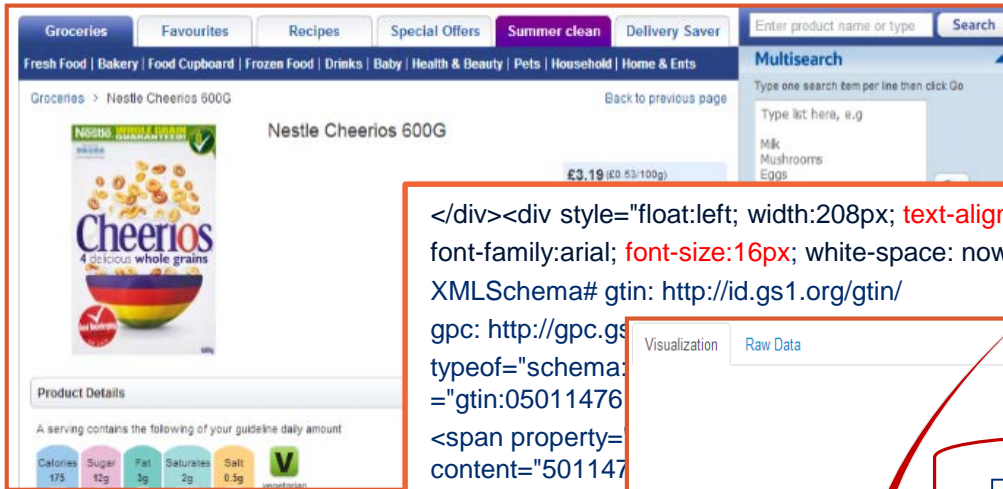 Groceries Favourites Recipes Special Offers Summer clean Delivery Saver
Enter product name or type Search
Fresh Food | Bakery | Food Cupboard | Frozen Food | Drinks | Baby | Health & Beauty | Pets | Household | Home & Ents
Multisearch
Type one search item per line then click Go
Groceries > Nestle Cheerios 600G
Back to previous page
Type list here, e.g
Milk
Mushrooms
Eggs
Nestle Cheerios 600G
£3.19 (£0.53/100g)
Nestlé WHOLE GRAIN GUARANTEED
Cheerios
4 delicious whole grains
600g
</div><div style="float:left; width:208px; text-align
font-family:arial; font-size:16px; white-space: now
XMLSchema# gtin: http://id.gs1.org/gtin/
gpc: http://gpc.gs
typeof="schema:
="gtin:05011476
<span property="
content="501147
Visualization Raw Data
Product Details
A serving contains the following of your guideline daily amount
Calories Sugar Fat Saturates Salt V
175 12g 3g 2g 0.5g vegetarian